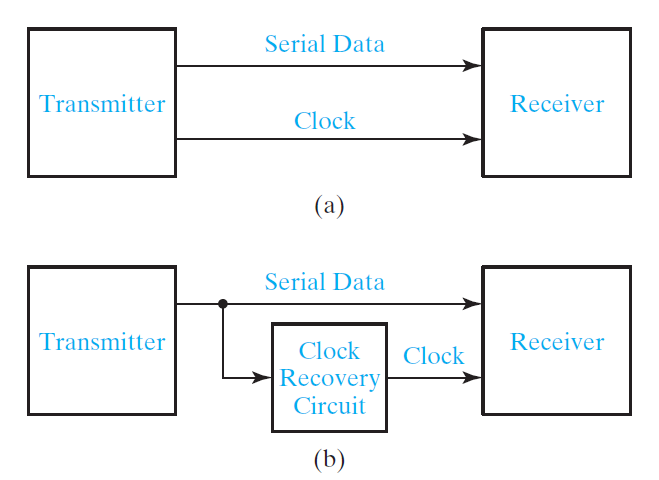 Serial Data
Transmitter
Receiver
Clock
(a)
Serial Data
Transmitter
Clock
Recovery
Circuit
Clock
Receiver
(b)